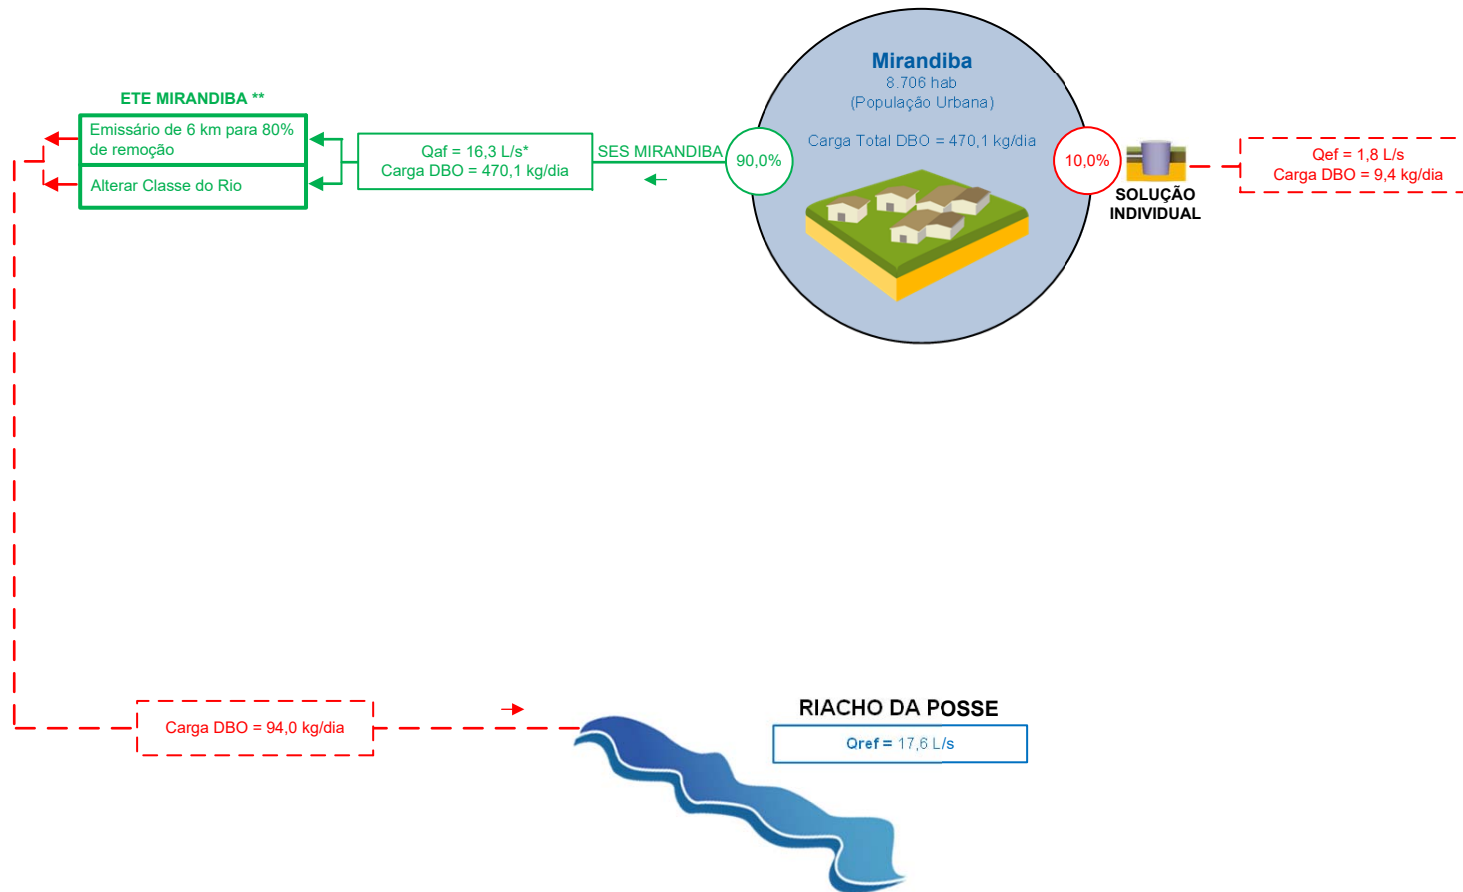 Mirandiba
8.706 hab
(População Urbana)
Carga Total DBO = 470,1 kg/dia
ETE MIRANDIBA **
Emissário de 6 km para 80%
de remoção
Alterar Classe do Rio
Qaf = 16,3 L/s*
Carga DBO = 470,1 kg/dia
SES MIRANDIBA
90,0%
10,0%
SOLUÇÃO
INDIVIDUAL
Qef = 1,8 L/s
Carga DBO = 9,4 kg/dia
Carga DBO = 94,0 kg/dia
RIACHO DA POSSE
Qref = 17,6 L/s